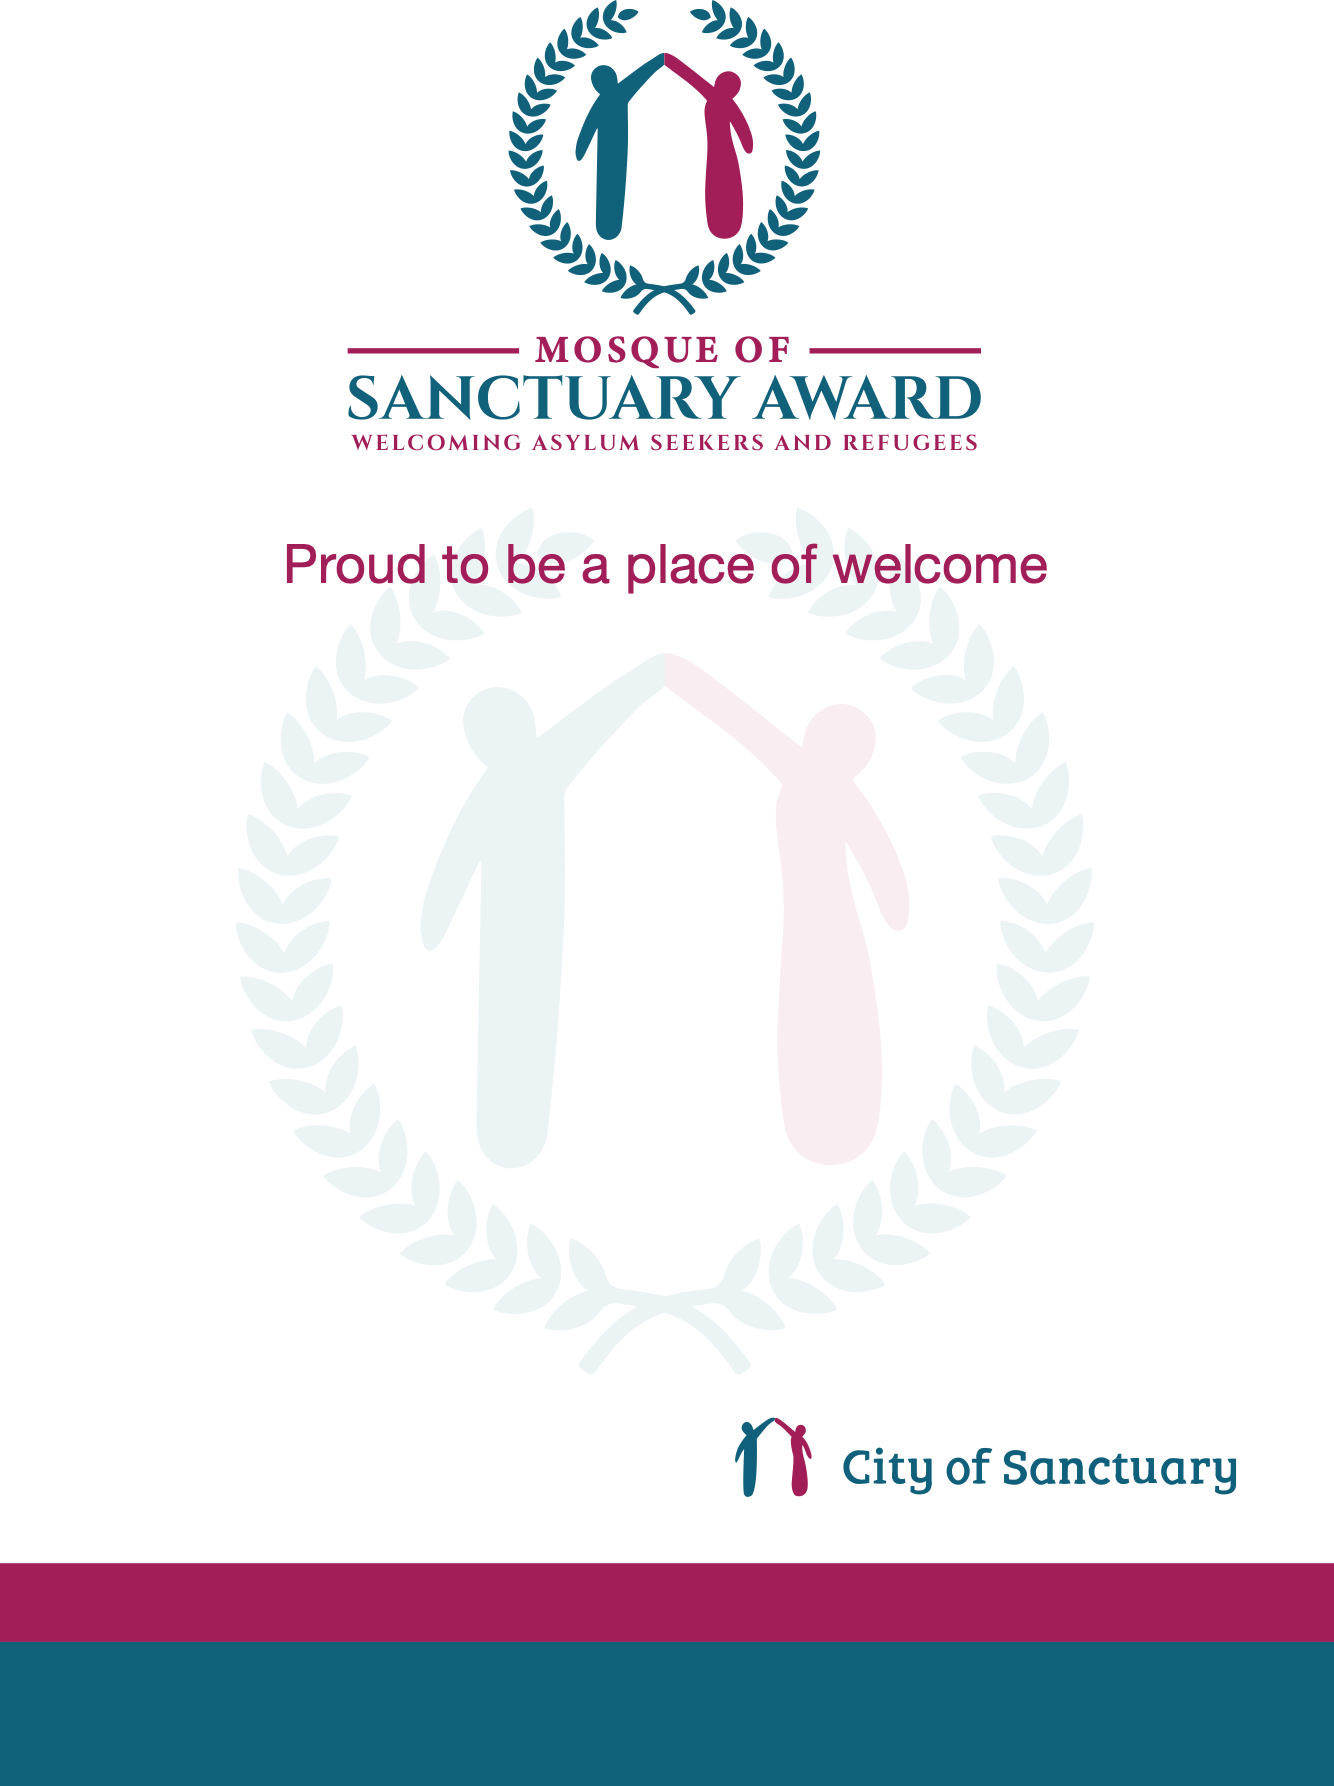 MOSQUE OF
SANCTUARY AWARD
WELCOMING ASYLUM SEEKERS AND REFUGEES
Proud to be a place of welcome
City of Sanctuary